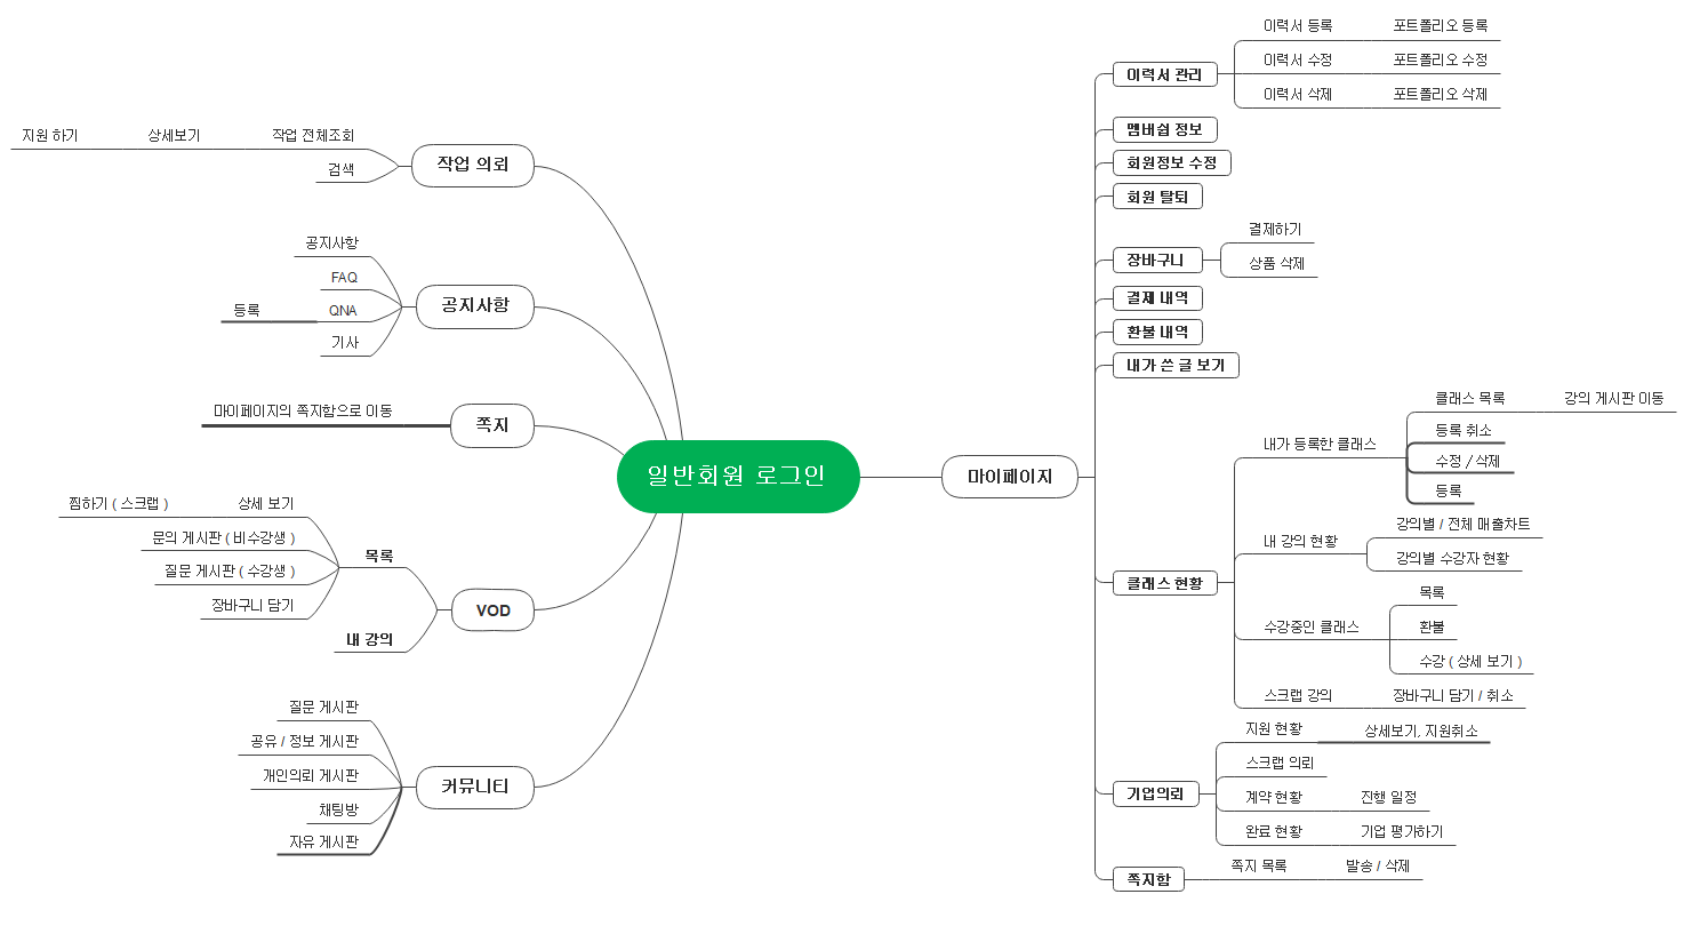 일반회원 로그인
작업 의뢰
작업 전체조회
상세보기
지원 하기
검색
공지사항
공지사항
FAQ
QNA
등록
기사
쪽지
마이페이지의 쪽지함으로 이동
VOD
목록
상세 보기
찜하기 ( 스크랩 )
문의 게시판 ( 비수강생 )
질문 게시판 ( 수강생 )
장바구니 담기
내 강의
커뮤니티
질문 게시판
공유 / 정보 게시판
개인의뢰 게시판
채팅방
자유 게시판
마이페이지
이력서 관리
이력서 등록
포트폴리오 등록
이력서 수정
포트폴리오 수정
이력서 삭제
포트폴리오 삭제
멤버쉽 정보
회원정보 수정
회원 탈퇴
장바구니
결제하기
상품 삭제
결제 내역
환불 내역
내가 쓴 글 보기
클래스 현황
내가 등록한 클래스
클래스 목록
강의 게시판 이동
등록 취소
수정 / 삭제
등록
내 강의 현황
강의별 / 전체 매출차트
강의별 수강자 현황
수강중인 클래스
목록
환불
수강 ( 상세 보기 )
스크랩 강의
장바구니 담기 / 취소
기업의뢰
지원 현황
상세보기, 지원취소
스크랩 의뢰
계약 현황
진행 일정
완료 현황
기업 평가하기
쪽지함
쪽지 목록
발송 / 삭제